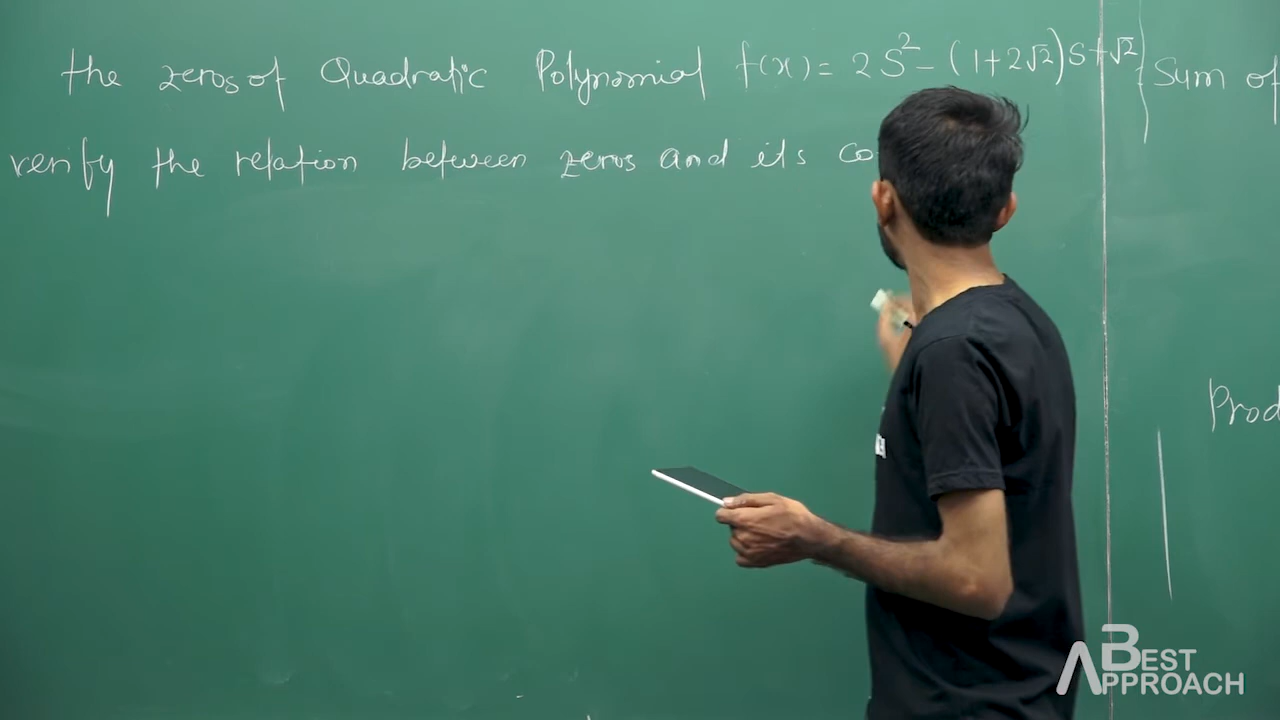 the zeros of Quadratic Polynomial f(x) = 2S² - (1+2√2)S+√2
verify the relation between zeros and its co
Sum of
Prod
BEST
APPROACH